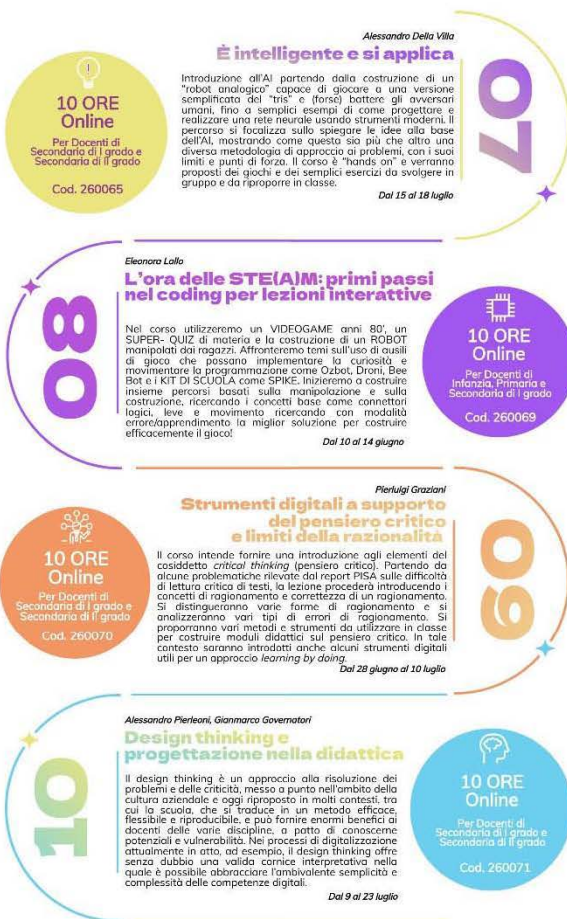 Alessandro Della Villa
È intelligente e si applica
07
10 ORE
Online
Per Docenti di
Secondaria di I grado e
Secondaria di II grado
Cod. 260065
Introduzione all'AI partendo dalla costruzione di un
"robot analogico" capace di giocare a una versione
semplificata del "tris" e (forse) battere gli avversari
umani, fino a semplici esempi di come progettare e
realizzare una rete neurale usando strumenti moderni. Il
percorso si focalizza sullo spiegare le idee alla base
dell'AI, mostrando come questa sia più che altro una
diversa metodologia di approccio ai problemi, con i suoi
limiti e punti di forza. Il corso è "hands on" e verranno
proposti dei giochi e dei semplici esercizi da svolgere in
gruppo e da riproporre in classe.
Dal 15 al 18 luglio
Eleonora Lollo
08
L'ora delle STE(A)M: primi passi
nel coding per lezioni interattive
Nel corso utilizzeremo un VIDEOGAME anni 80', un
SUPER- QUIZ di materia e la costruzione di un ROBOT
manipolati dai ragazzi. Affronteremo temi sull'uso di ausili
di gioco che possano implementare la curiosità e
movimentare la programmazione come Ozbot, Droni, Bee
Bot e i KIT DI SCUOLA come SPIKE. Inizieremo a costruire
insieme percorsi basati sulla manipolazione e sulla
costruzione, ricercando i concetti base come connettori
logici, leve e movimento ricercando con modalità
errore/apprendimento la miglior soluzione per costruire
efficacemente il gioco!
Dal 10 al 14 giugno
10 ORE
Online
Per Docenti di
Infanzia, Primaria e
Secondaria di I grado
Cod. 260069
Pierluigi Graziani
Strumenti digitali a supporto
del pensiero critico
e limiti della razionalità
09
10 ORE
Online
Per Docenti di
Secondaria di I grado e
Secondaria di II grado
Cod. 260070
Il corso intende fornire una introduzione agli elementi del
cosiddetto critical thinking (pensiero critico). Partendo da
alcune problematiche rilevate dal report PISA sulle difficoltà
di lettura critica di testi, la lezione procederà introducendo i
concetti di ragionamento e correttezza di un ragionamento.
Si distingueranno varie forme di ragionamento e si
analizzeranno vari tipi di errori di ragionamento. Si
proporranno vari metodi e strumenti da utilizzare in classe
per costruire moduli didattici sul pensiero critico. In tale
contesto saranno introdotti anche alcuni strumenti digitali
utili per un approccio learning by doing.
Dal 28 giugno al 10 luglio
Alessandro Pierleoni, Gianmarco Governatori
10
Design thinking e
progettazione nella didattica
Il design thinking è un approccio alla risoluzione dei
problemi e delle criticità, messo a punto nell'ambito della
cultura aziendale e oggi riproposto in molti contesti, tra
cui la scuola, che si traduce in un metodo efficace,
flessibile e riproducibile, e può fornire enormi benefici ai
docenti delle varie discipline, a patto di conoscerne
potenziali e vulnerabilità. Nei processi di digitalizzazione
attualmente in atto, ad esempio, il design thinking offre
senza dubbio una valida cornice interpretativa nella
quale è possibile abbracciare l'ambivalente semplicità e
complessità delle competenze digitali.
Dal 9 al 23 luglio
10 ORE
Online
Per Docenti di
Secondaria di I grado e
Secondaria di II grado
Cod. 260071